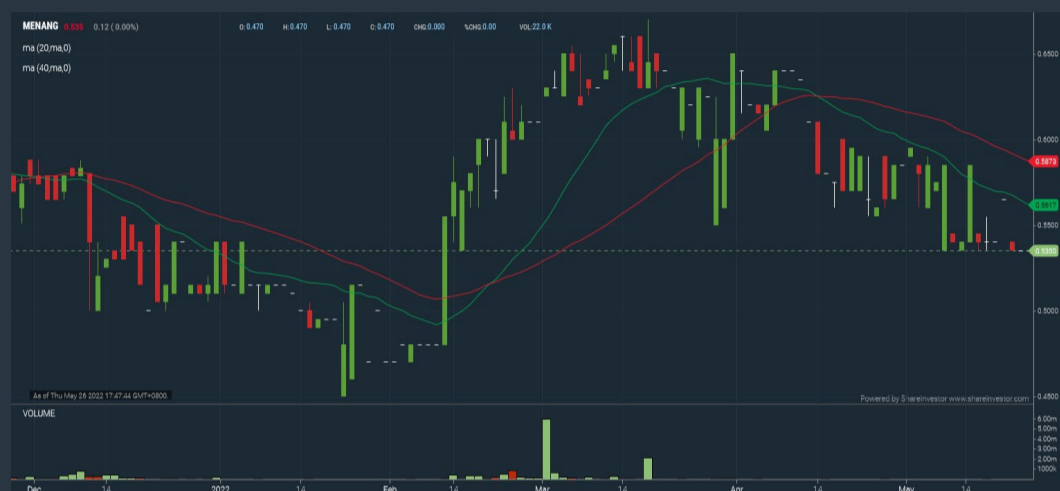 MENANG 0.535 0.12 ( 0.00%) O: 0.470 H: 0.470 L: 0.470 C: 0.470 CHG:0.000 %CHG:0.00 VOL:22.0 K
ma (20,ma,0)
ma (40,ma,0)
0.6500
0.6000
0.5873
0.5617
0.5500
0.5350
0.5000
0.4500
As of Thu May 26 2022 17:47:44 GMT+0800.
Powered by ShareInvestor www.shareinvestor.com
VOLUME
6.00m
5.00m
4.00m
3.00m
2.00m
1000k
Dec 14 2022 14 Feb 14 Mar 14 Apr 14 May 14